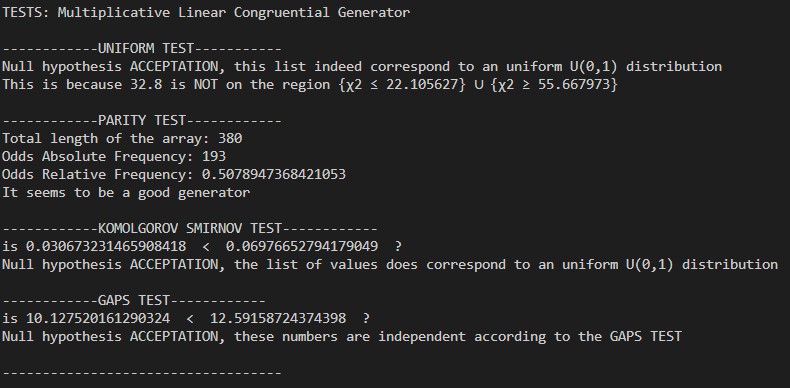 TESTS: Multiplicative Linear Congruential Generator
------------UNIFORM TEST-----------
Null hypothesis ACCEPTATION, this list indeed correspond to an uniform U(0,1) distribution
This is because 32.8 is NOT on the region {χ2 ≤ 22.105627} ∪ {χ2 ≥ 55.667973}
------------PARITY TEST------------
Total length of the array: 380
Odds Absolute Frequency: 193
Odds Relative Frequency: 0.5078947368421053
It seems to be a good generator
------------KOMOLGOROV SMIRNOV TEST------------
is 0.030673231465908418  <  0.06976652794179049  ?
Null hypothesis ACCEPTATION, the list of values does correspond to an uniform U(0,1) distribution
------------GAPS TEST------------
is 10.127520161290324  <  12.59158724374398  ?
Null hypothesis ACCEPTATION, these numbers are independent according to the GAPS TEST
-----------------------------------